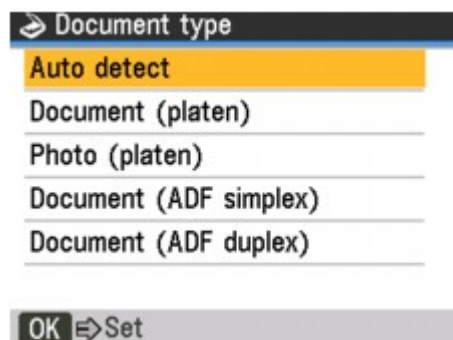 Document type
Auto detect
Document (platen)
Photo (platen)
Document (ADF simplex)
Document (ADF duplex)
OK Set